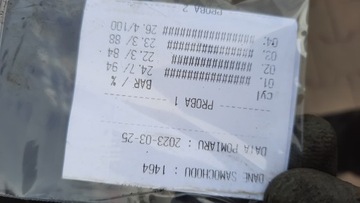 DANE SAMOCHODU : 1464
DATA POMIARU : 2023-03-25
PROBA 1
cyl BAR / %
01. ################ 24.7/ 94
02. ############## 22.3/ 84
03. ############### 23.3/ 88
04. ################# 26.4/100
PROBA 2